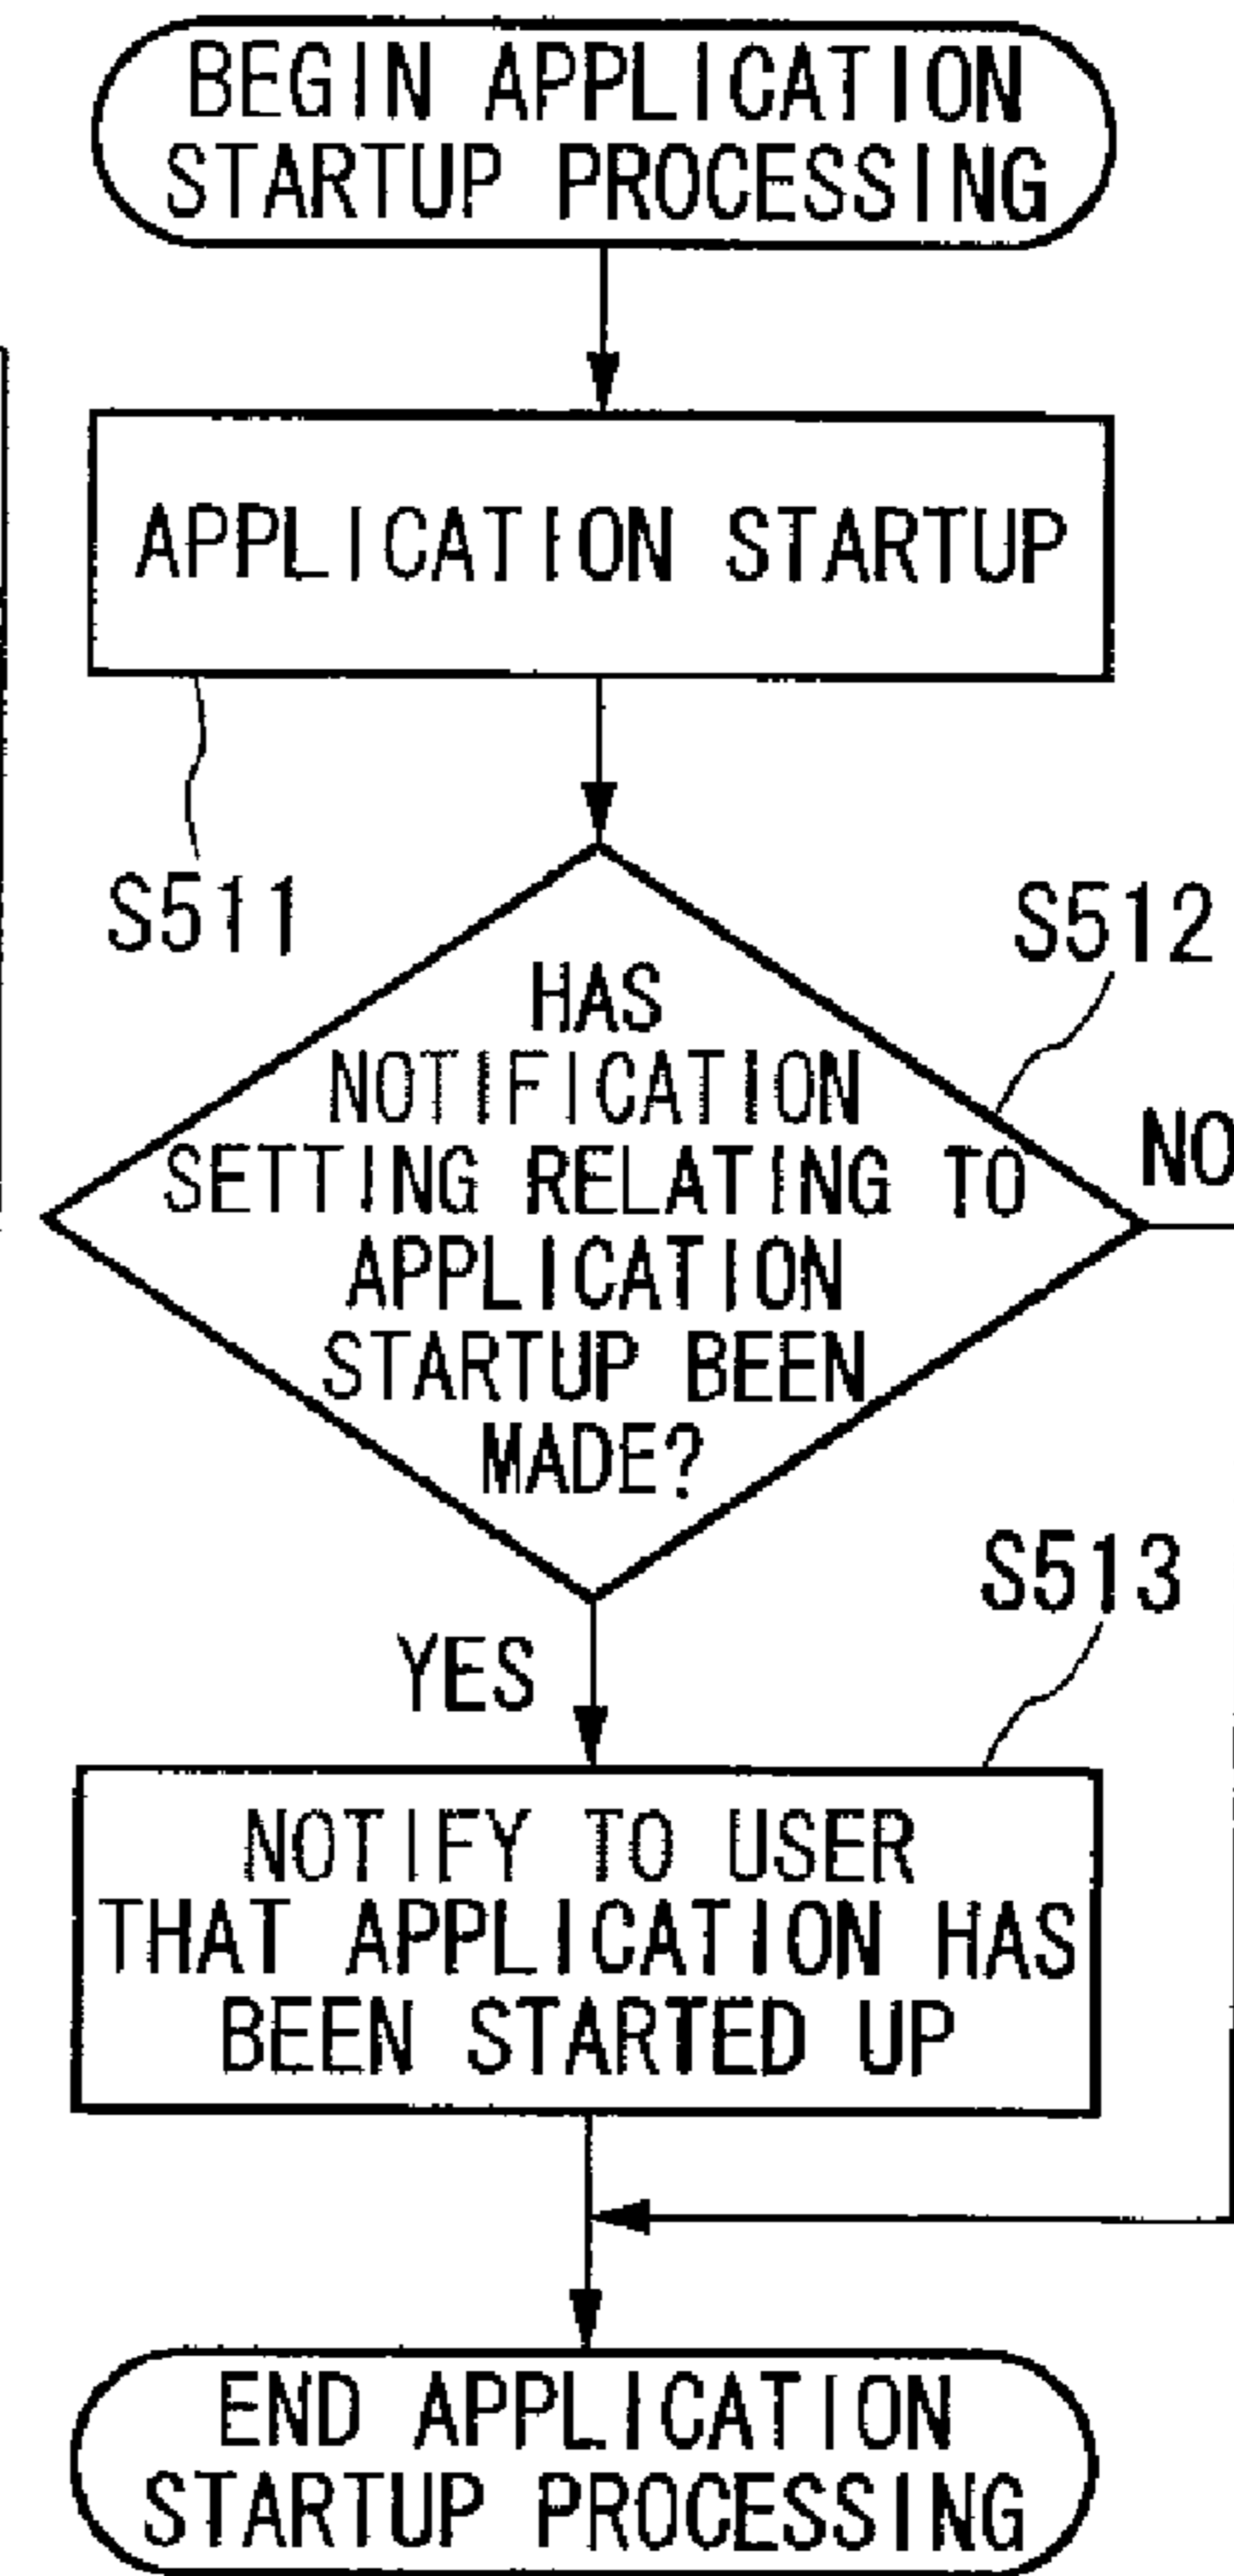 BEGIN APPLICATION
STARTUP PROCESSING
APPLICATION STARTUP
S511
S512
HAS
NOTIFICATION
SETTING RELATING TO
APPLICATION
STARTUP BEEN
MADE?
NO
YES
S513
NOTIFY TO USER
THAT APPLICATION HAS
BEEN STARTED UP
END APPLICATION
STARTUP PROCESSING